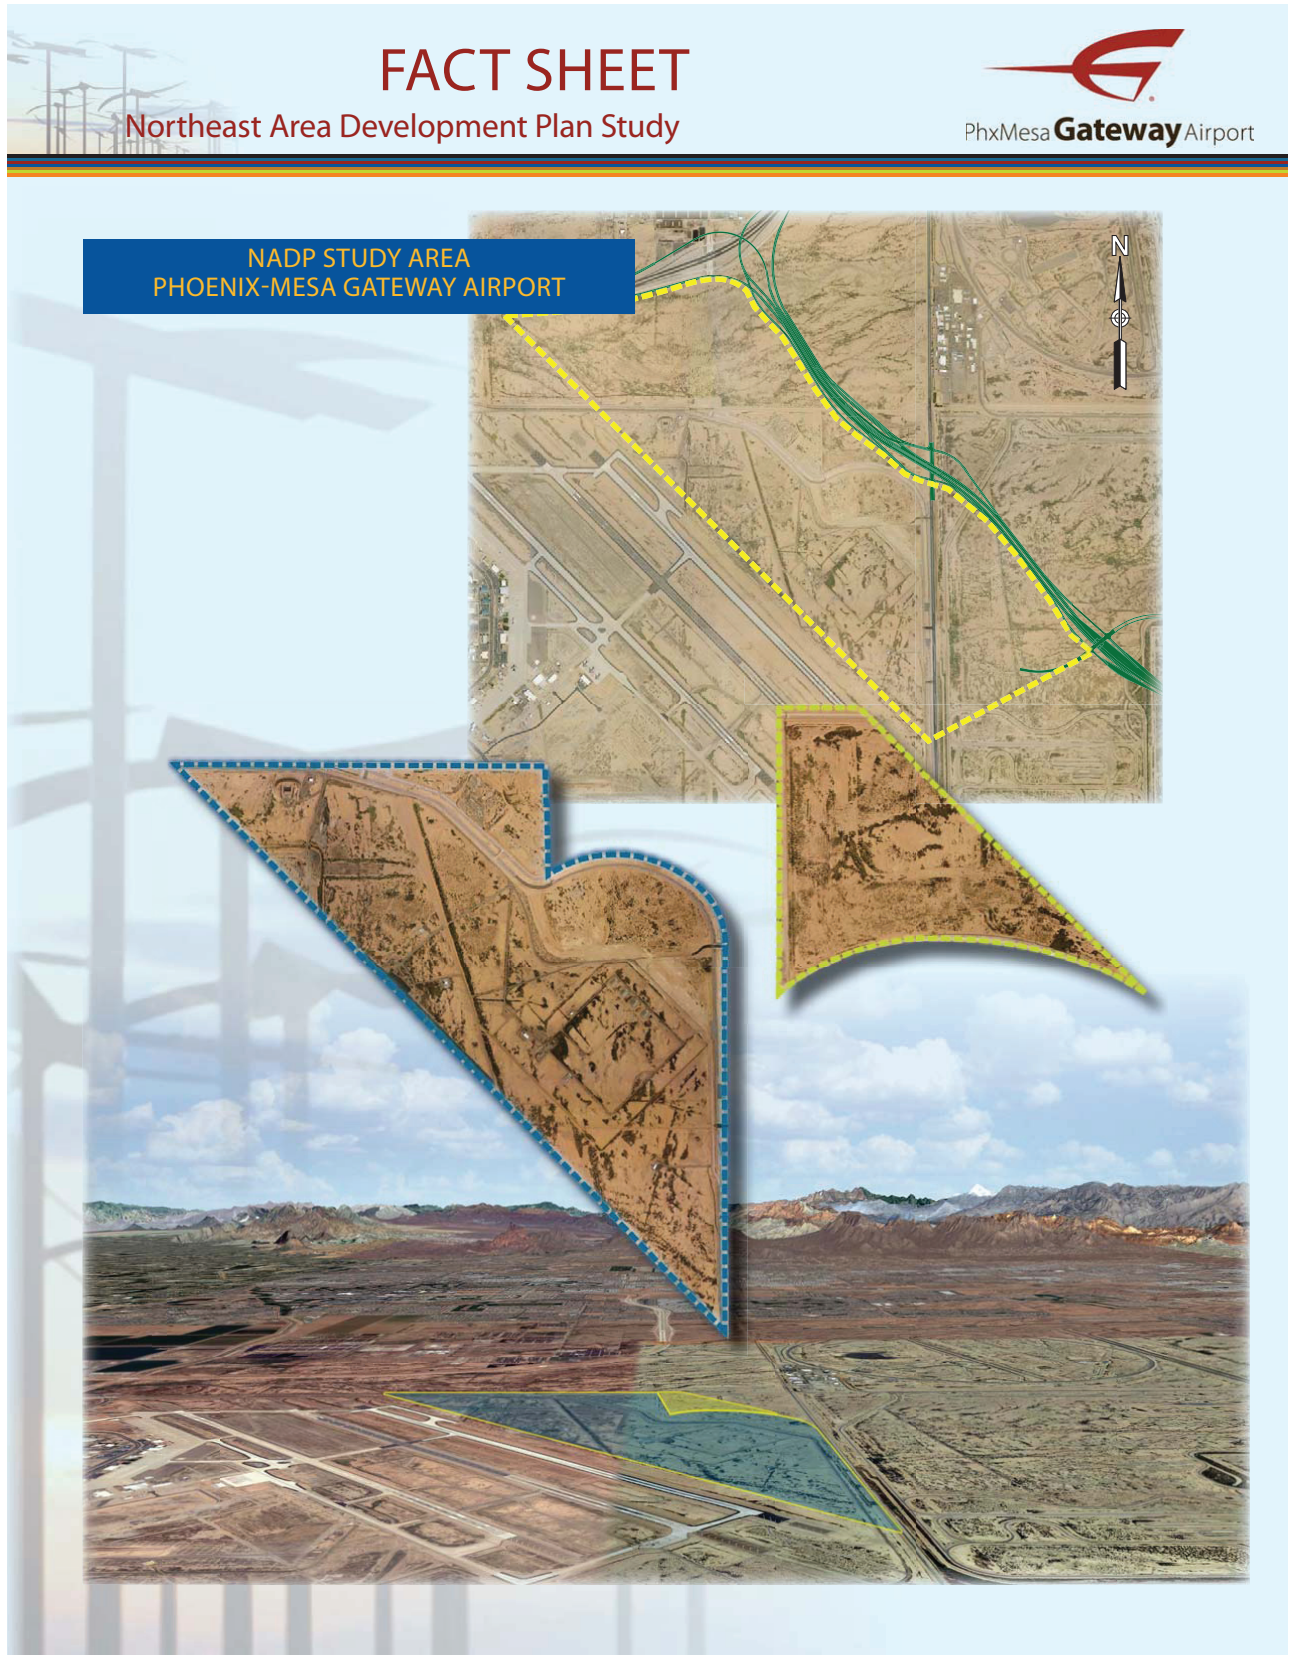 FACT SHEET
Northeast Area Development Plan Study
PhxMesa Gateway Airport
NADP STUDY AREA
PHOENIX-MESA GATEWAY AIRPORT
N